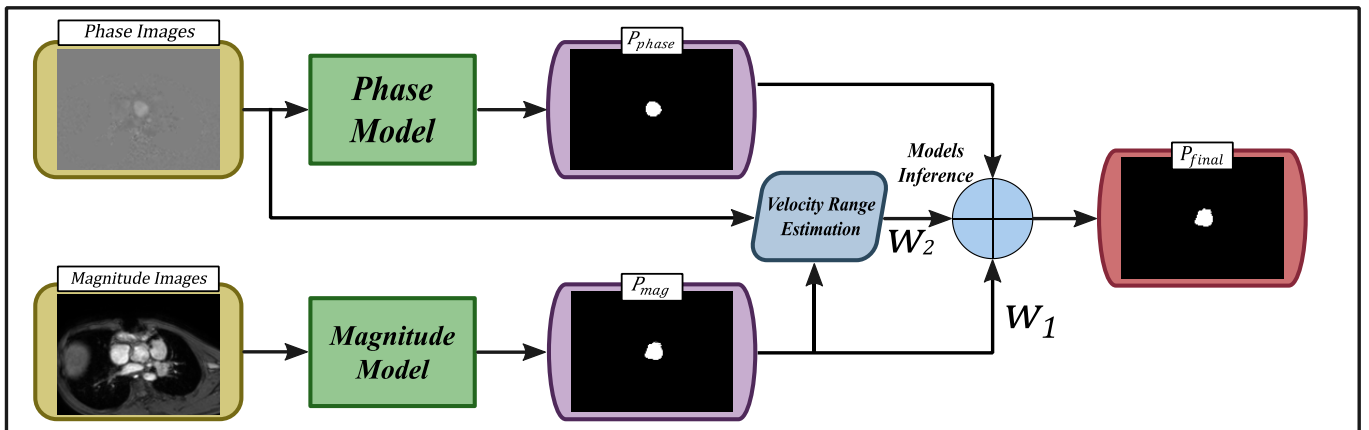 Phase Images
Phase
Model
P_phase
Models
Inference
Velocity Range
Estimation
W_2
P_final
Magnitude Images
Magnitude
Model
P_mag
W_1